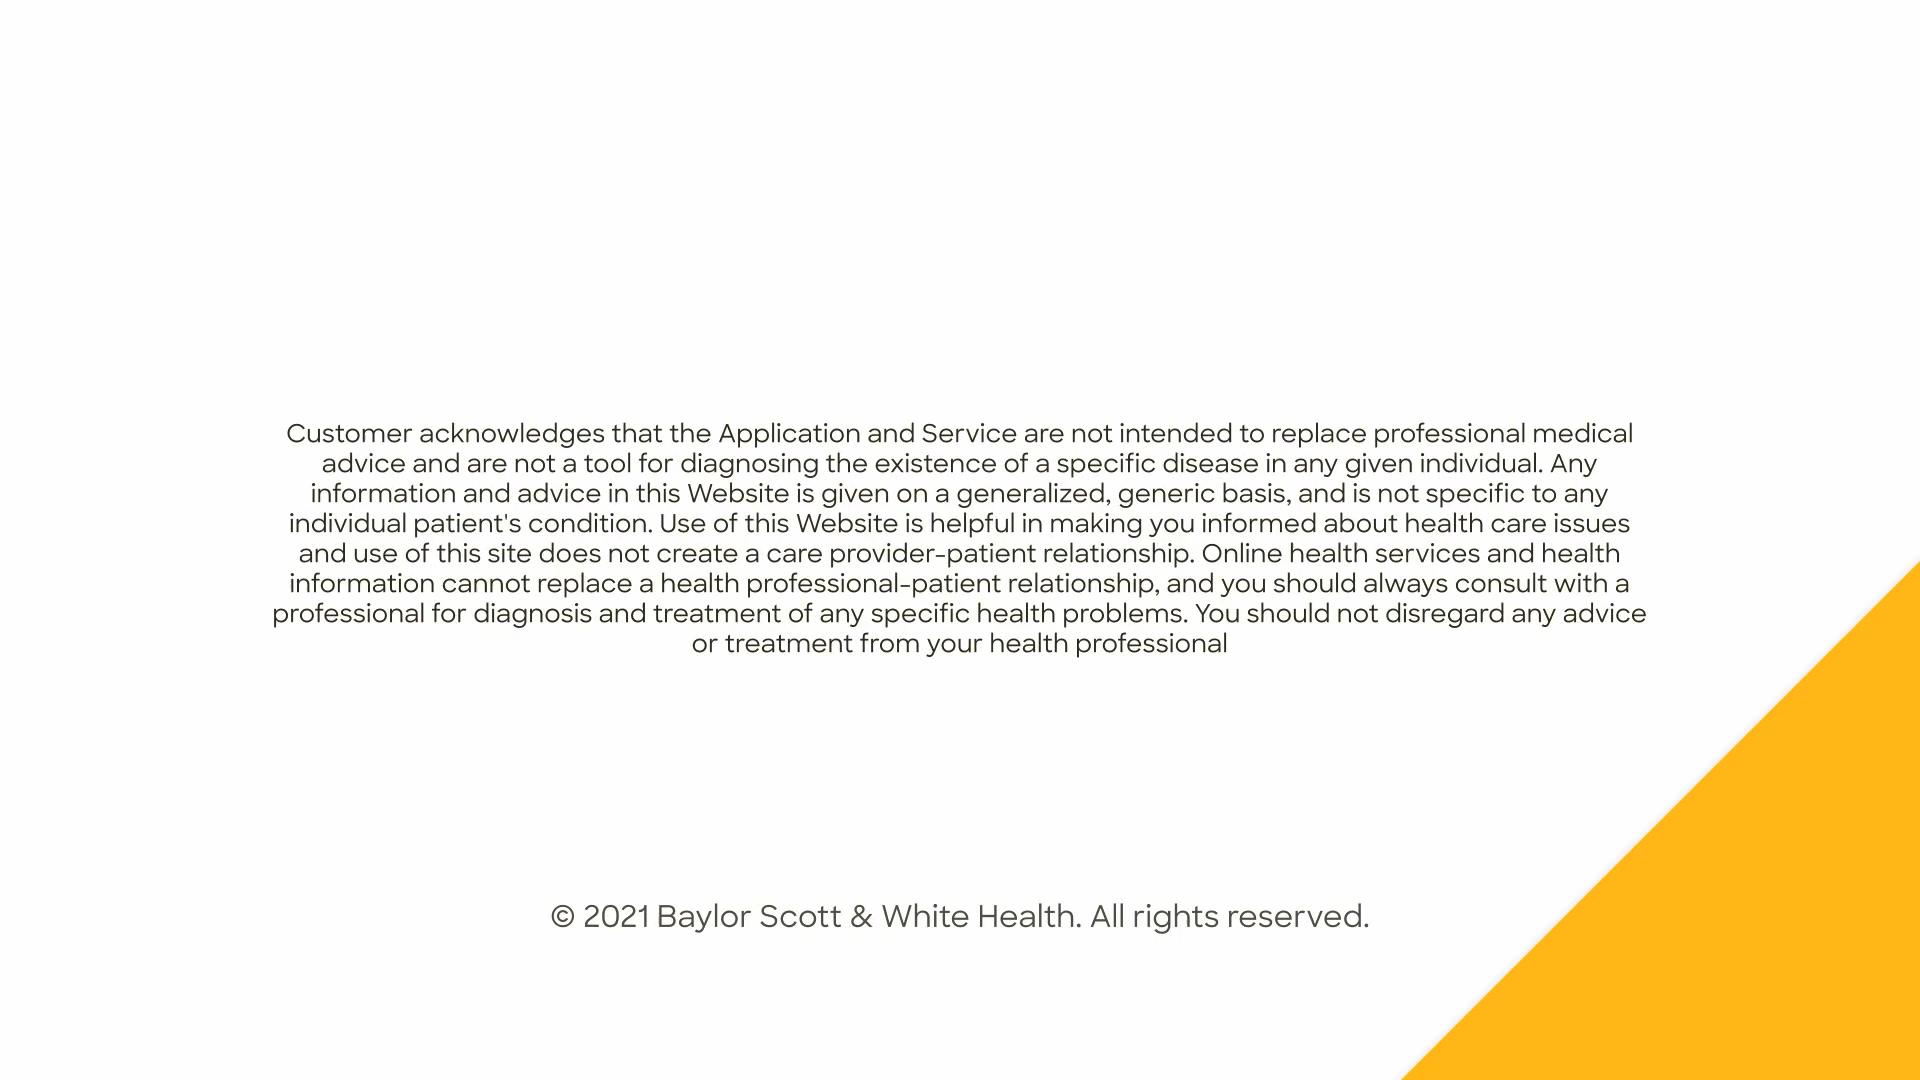 Customer acknowledges that the Application and Service are not intended to replace professional medical
advice and are not a tool for diagnosing the existence of a specific disease in any given individual. Any
information and advice in this Website is given on a generalized, generic basis, and is not specific to any
individual patient's condition. Use of this Website is helpful in making you informed about health care issues
and use of this site does not create a care provider-patient relationship. Online health services and health
information cannot replace a health professional-patient relationship, and you should always consult with a
professional for diagnosis and treatment of any specific health problems. You should not disregard any advice
or treatment from your health professional
© 2021 Baylor Scott & White Health. All rights reserved.